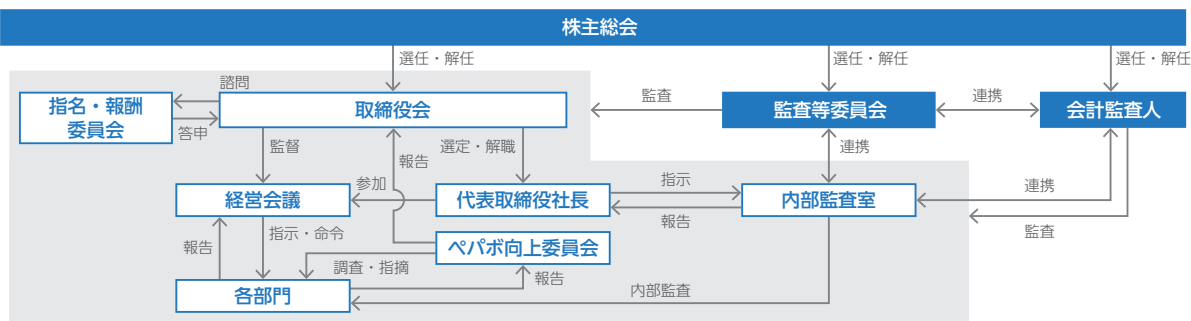 株主総会
選任・解任
選任・解任
選任・解任
諮問
指名・報酬
委員会
取締役会
監査
監査等委員会
連携
会計監査人
答申
監督
報告
選定・解職
連携
参加
経営会議
代表取締役社長
指示
内部監査室
連携
報告
監査
報告
指示・命令
ペパボ向上委員会
調査・指摘
報告
各部門
内部監査